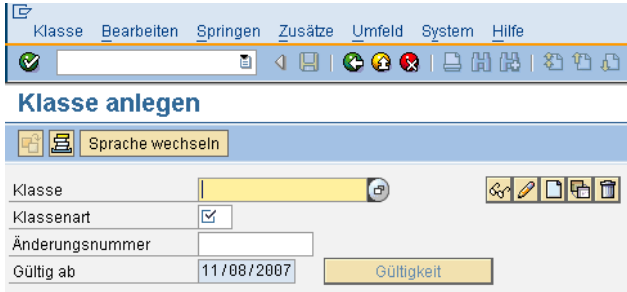 Klasse Bearbeiten Springen Zusätze Umfeld System Hilfe
Klasse anlegen
Sprache wechseln
Klasse
Klassenart
Änderungsnummer
Gültig ab 11/08/2007 Gültigkeit